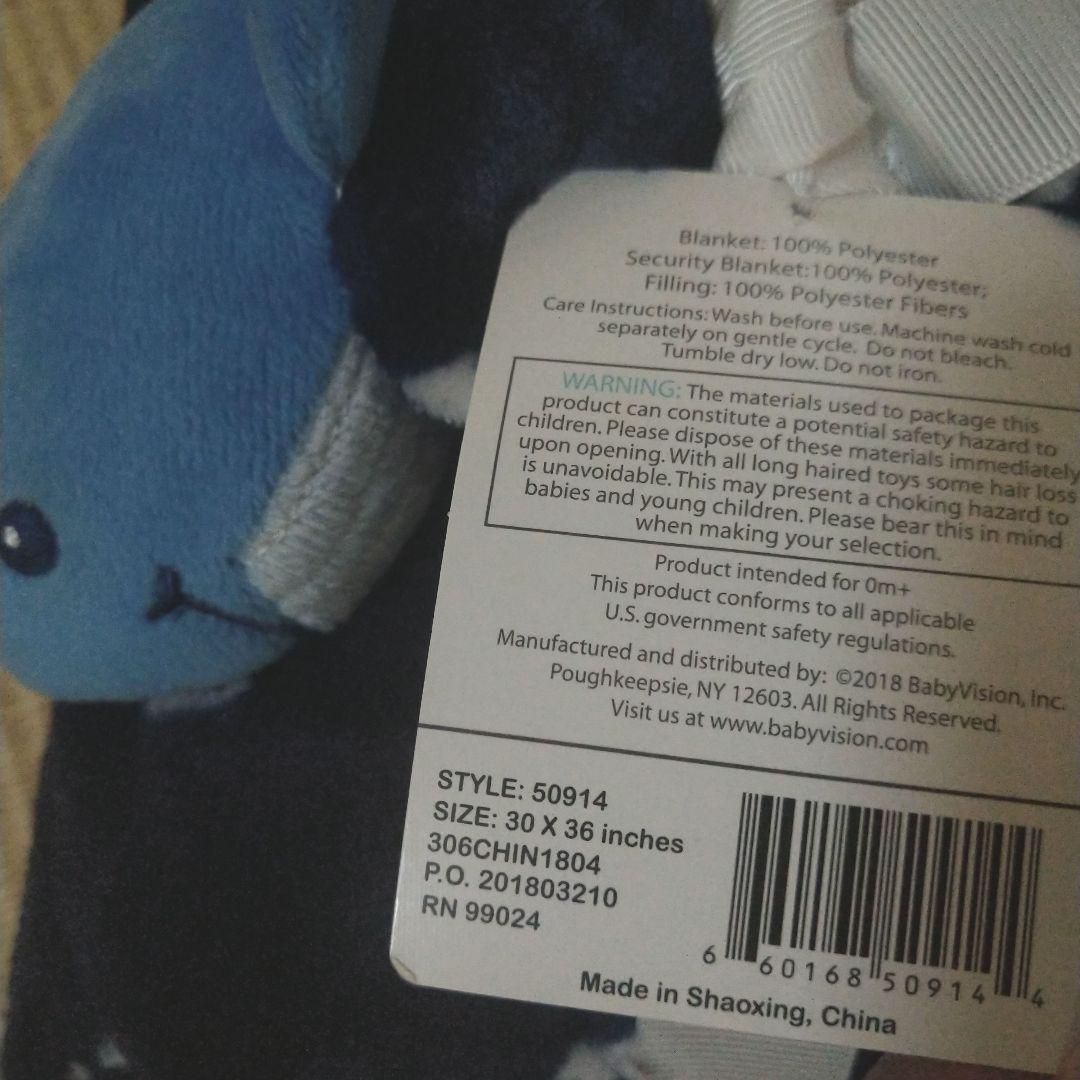 Blanket: 100% Polyester
Security Blanket:100% Polyester;
Filling: 100% Polyester Fibers
Care Instructions: Wash before use. Machine wash cold
separately on gentle cycle. Do not bleach.
Tumble dry low. Do not iron.
WARNING: The materials used to package this
product can constitute a potential safety hazard to
children. Please dispose of these materials immediately
upon opening. With all long haired toys some hair loss
is unavoidable. This may present a choking hazard to
babies and young children. Please bear this in mind
when making your selection.
Product intended for 0m+
This product conforms to all applicable
U.S. government safety regulations.
Manufactured and distributed by: ©2018 BabyVision, Inc.
Poughkeepsie, NY 12603. All Rights Reserved.
Visit us at www.babyvision.com
STYLE: 50914
SIZE: 30 X 36 inches
306CHIN1804
P.O. 201803210
RN 99024
6 60168 50914 4
Made in Shaoxing, China